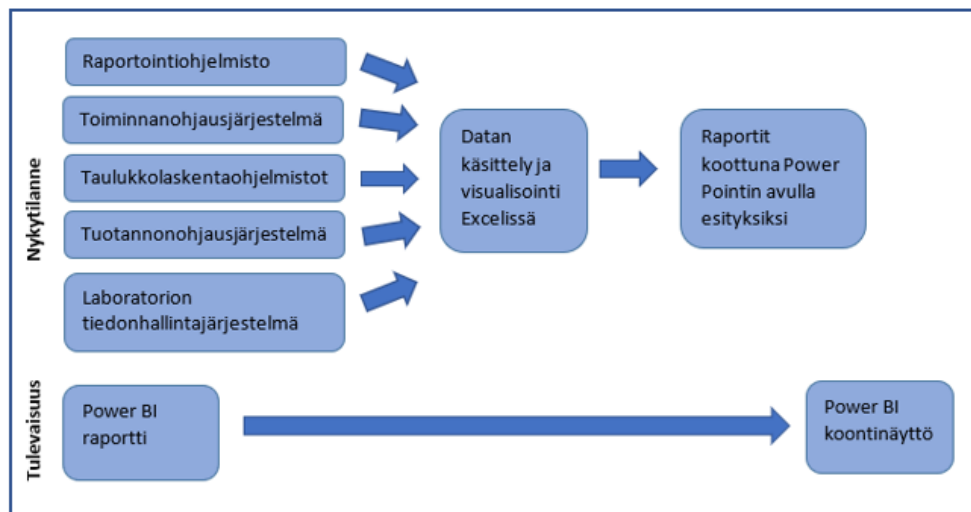 Nykytilanne
Raportointiohjelmisto
Toiminnanohjausjärjestelmä
Taulukkolaskentaohjelmistot
Tuotannonohjausjärjestelmä
Laboratorion
tiedonhallintajärjestelmä
Datan
käsittely ja
visualisointi
Excelissä
Raportit
koottuna Power
Pointin avulla
esityksiksi
Tulevaisuus
Power BI
raportti
Power BI
koontinäyttö